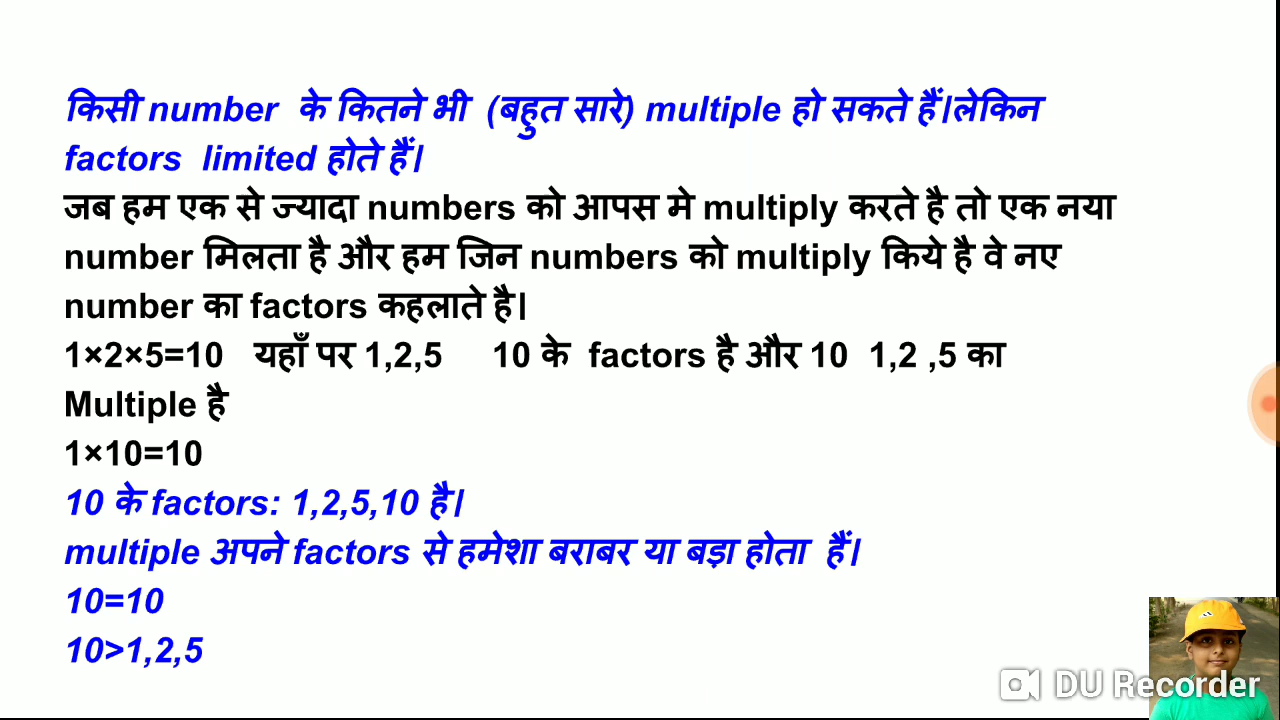 किसी number के कितने भी (बहुत सारे) multiple हो सकते हैं।लेकिन
factors limited होते हैं।
जब हम एक से ज्यादा numbers को आपस मे multiply करते है तो एक नया
number मिलता है और हम जिन numbers को multiply किये है वे नए
number का factors कहलाते है।
1×2×5=10 यहाँ पर 1,2,5 10 के factors है और 10 1,2 ,5 का
Multiple है
1×10=10
10 के factors: 1,2,5,10 है।
multiple अपने factors से हमेशा बराबर या बड़ा होता हैं।
10=10
10>1,2,5
DU Recorder